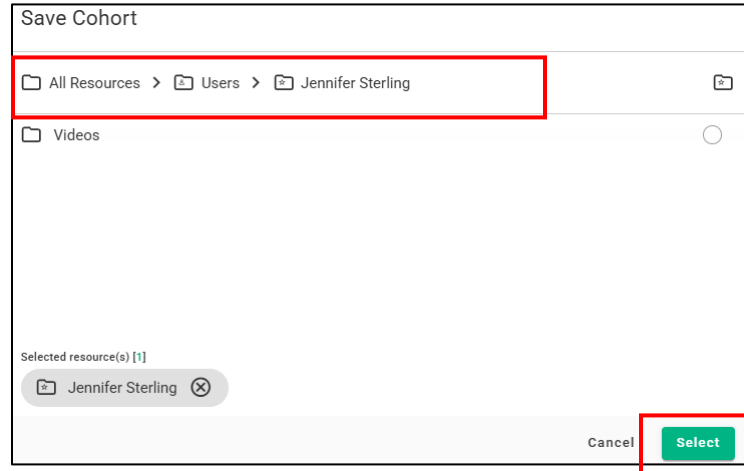 Save Cohort
All Resources > Users > Jennifer Sterling
Videos
Selected resource(s) [1]
Jennifer Sterling
Cancel Select